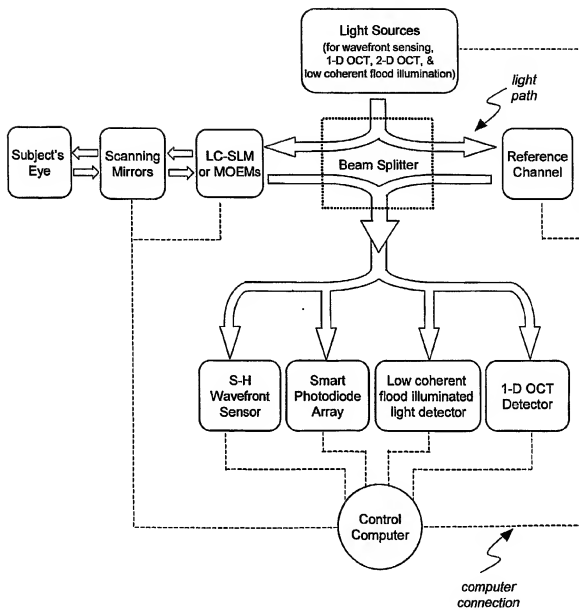 Light Sources
(for wavefront sensing,
1-D OCT, 2-D OCT, &
low coherent flood illumination)
light
path
Subject's
Eye
Scanning
Mirrors
LC-SLM
or MOEMs
Beam Splitter
Reference
Channel
S-H
Wavefront
Sensor
Smart
Photodiode
Array
Low coherent
flood illuminated
light detector
1-D OCT
Detector
Control
Computer
computer
connection